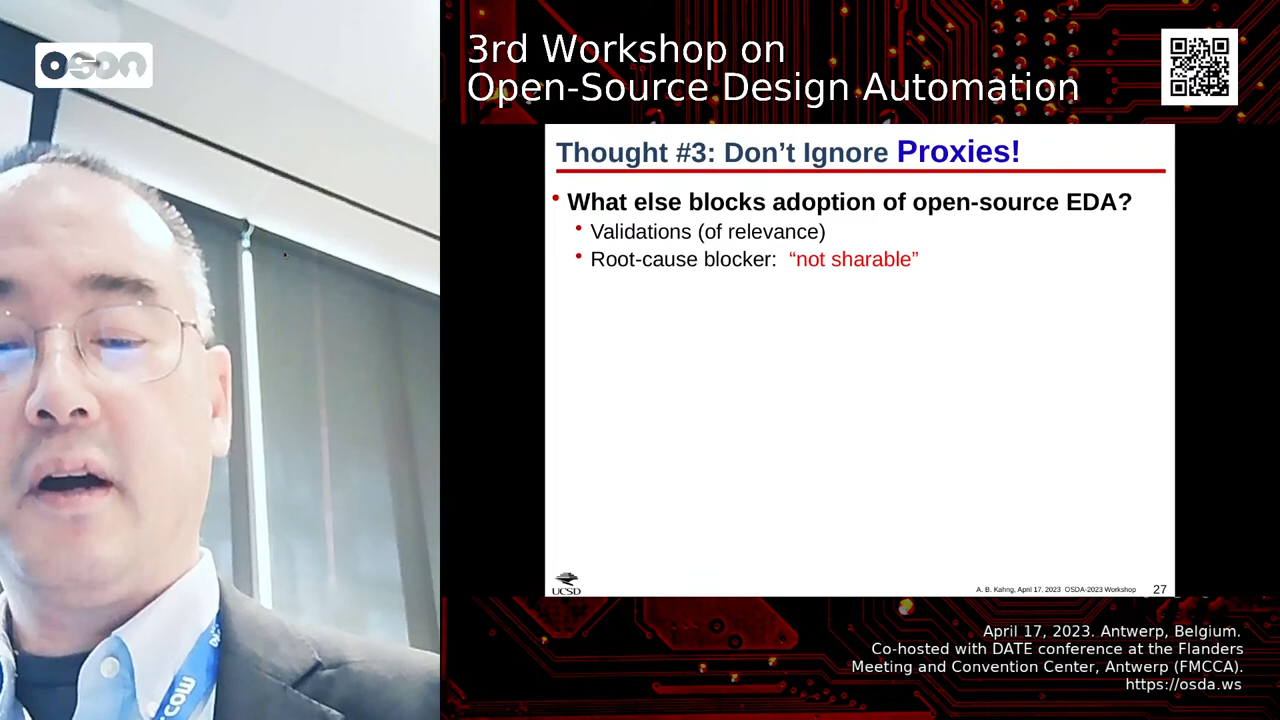 OSDA
3rd Workshop on
Open-Source Design Automation
Thought #3: Don’t Ignore Proxies!
• What else blocks adoption of open-source EDA?
• Validations (of relevance)
• Root-cause blocker: “not sharable”
UCSD
A. B. Kahng, April 17, 2023 OSDA-2023 Workshop 27
April 17, 2023. Antwerp, Belgium.
Co-hosted with DATE conference at the Flanders
Meeting and Convention Center, Antwerp (FMCCA).
https://osda.ws